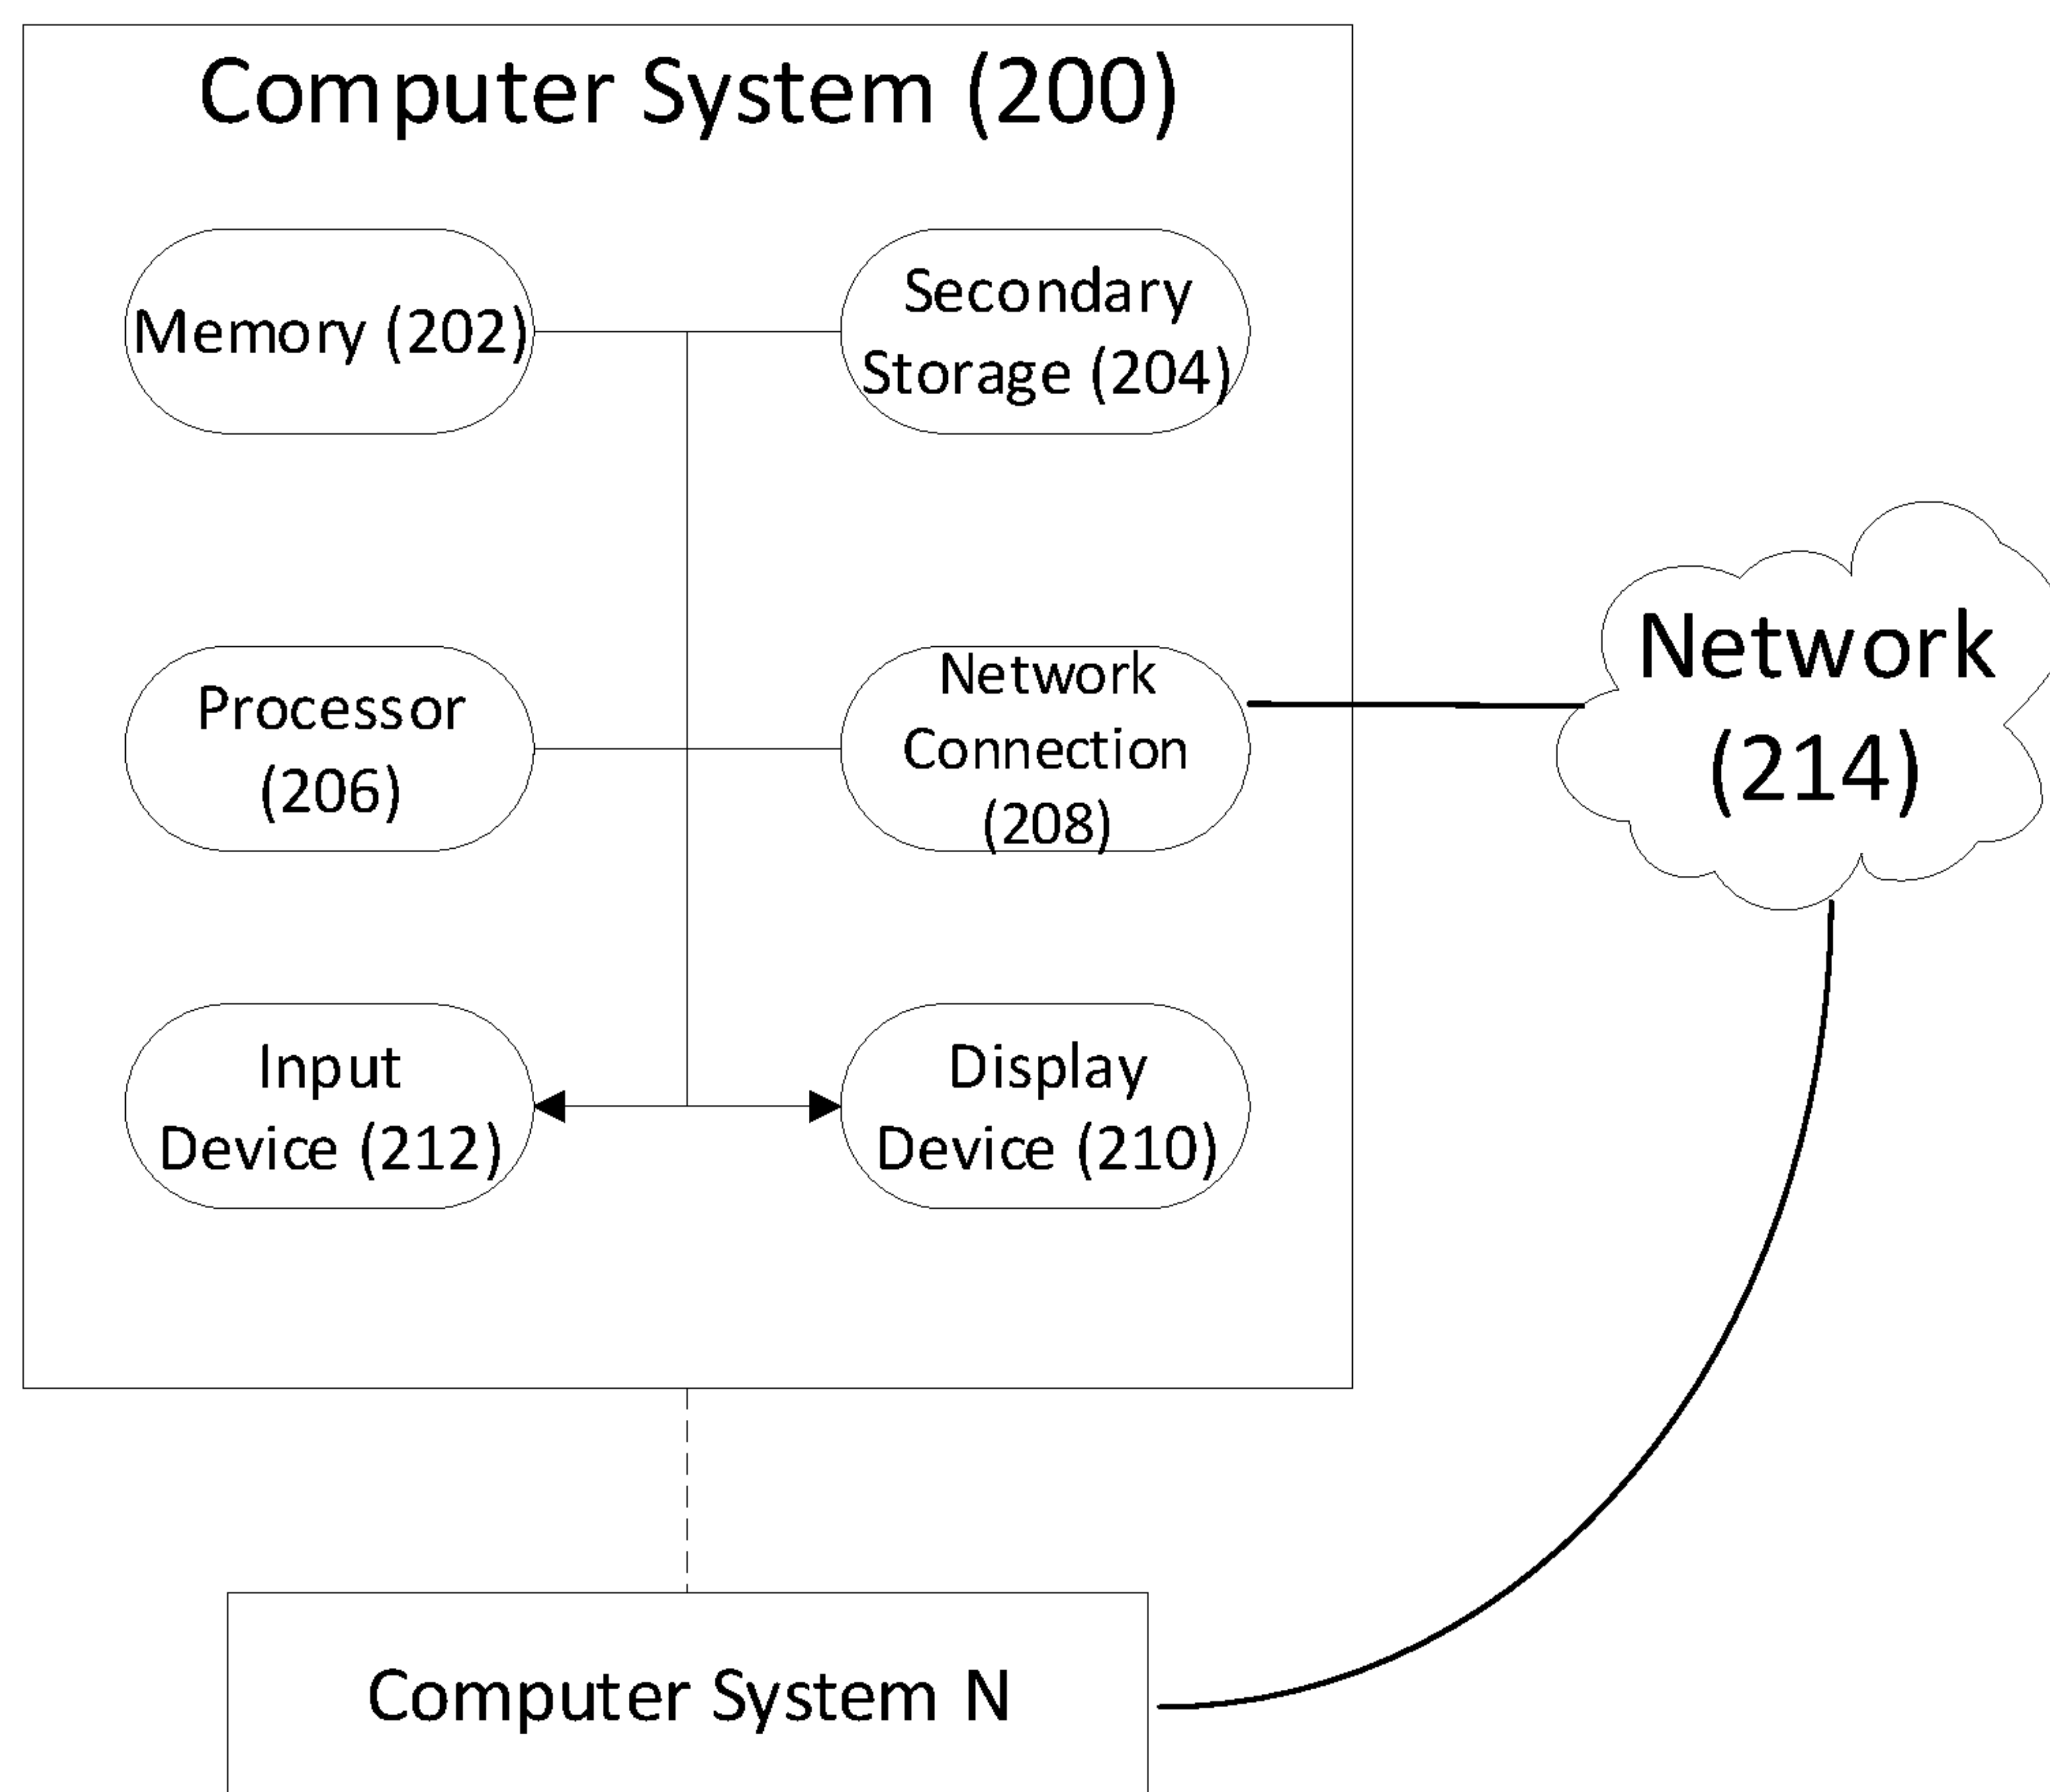 Computer System (200)
Memory (202)
Secondary
Storage (204)
Processor
(206)
Network
Connection
(208)
Network
(214)
Input
Device (212)
Display
Device (210)
Computer System N